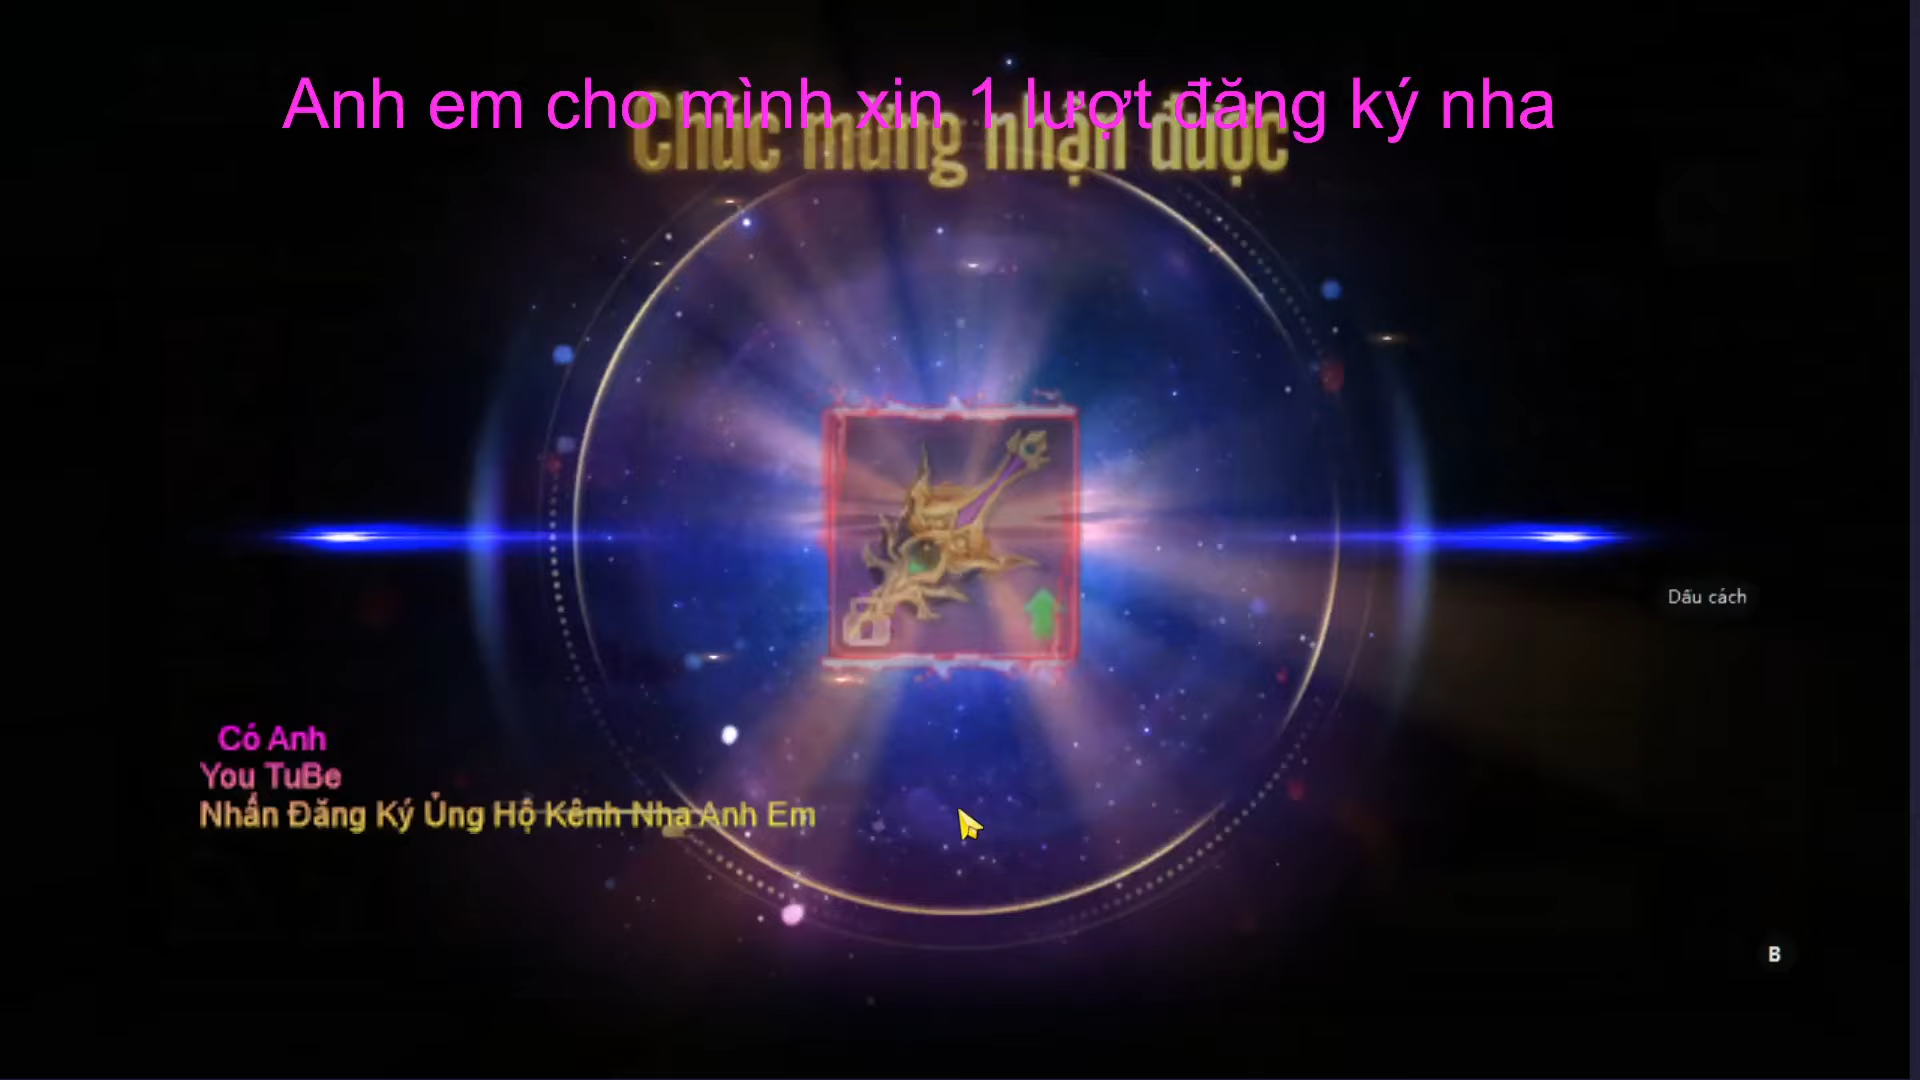 Anh em cho mình xin 1 lượt đăng ký nha
Chúc mừng nhận được
Dấu cách
Có Anh
You TuBe
Nhấn Đăng Ký Ủng Hộ Kênh Nha Anh Em
B